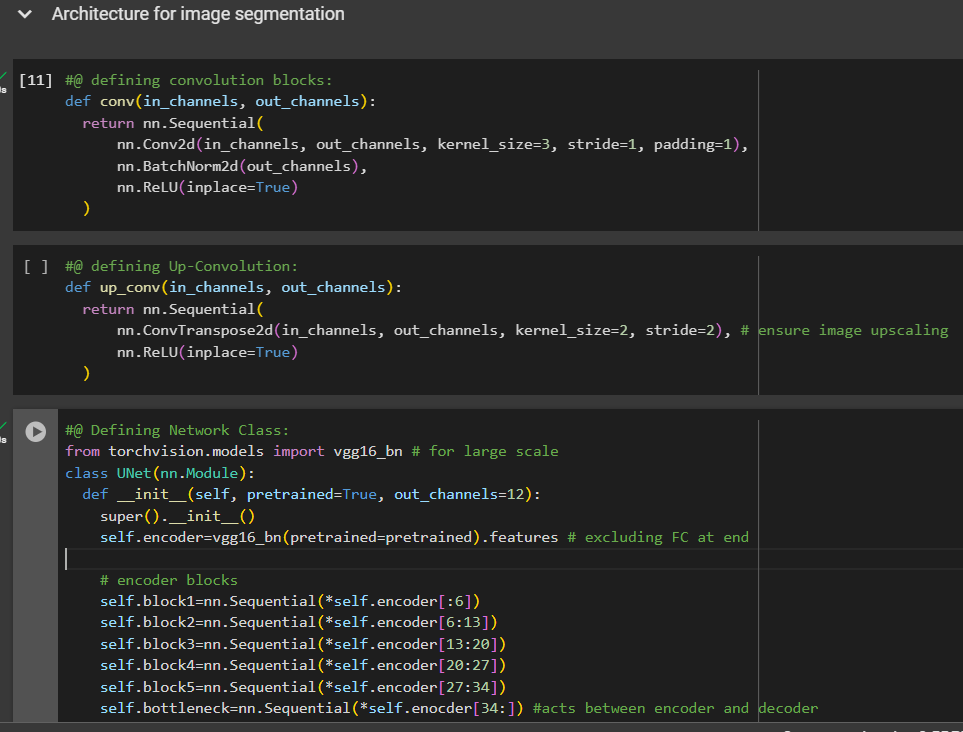 Architecture for image segmentation
[11] #@ defining convolution blocks:
def conv(in_channels, out_channels):
return nn.Sequential(
nn.Conv2d(in_channels, out_channels, kernel_size=3, stride=1, padding=1),
nn.BatchNorm2d(out_channels),
nn.ReLU(inplace=True)
)
[ ] #@ defining Up-Convolution:
def up_conv(in_channels, out_channels):
return nn.Sequential(
nn.ConvTranspose2d(in_channels, out_channels, kernel_size=2, stride=2), # ensure image upscaling
nn.ReLU(inplace=True)
)
#@ Defining Network Class:
from torchvision.models import vgg16_bn # for large scale
class UNet(nn.Module):
def __init__(self, pretrained=True, out_channels=12):
super().__init__()
self.encoder=vgg16_bn(pretrained=pretrained).features # excluding FC at end
# encoder blocks
self.block1=nn.Sequential(*self.encoder[:6])
self.block2=nn.Sequential(*self.encoder[6:13])
self.block3=nn.Sequential(*self.encoder[13:20])
self.block4=nn.Sequential(*self.encoder[20:27])
self.block5=nn.Sequential(*self.encoder[27:34])
self.bottleneck=nn.Sequential(*self.enocder[34:]) #acts between encoder and decoder